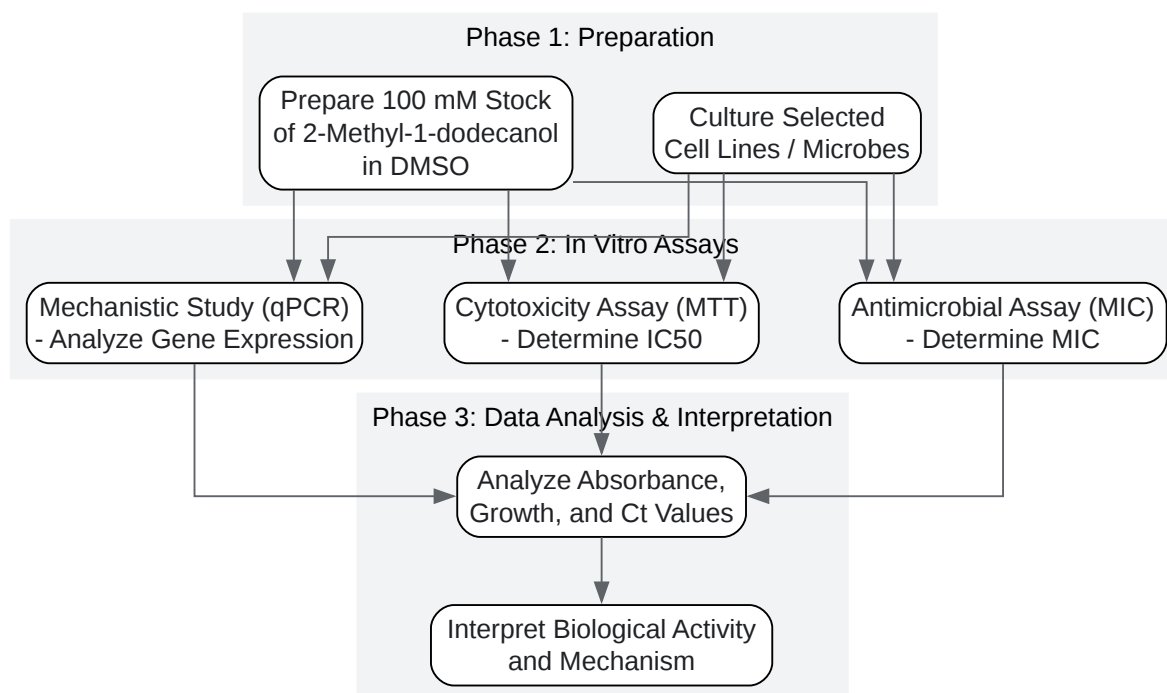 Phase 1: Preparation
Prepare 100 mM Stock
of 2-Methyl-1-dodecanol
in DMSO
Culture Selected
Cell Lines / Microbes
Phase 2: In Vitro Assays
Mechanistic Study (qPCR)
- Analyze Gene Expression
Cytotoxicity Assay (MTT)
- Determine IC50
Antimicrobial Assay (MIC)
- Determine MIC
Phase 3: Data Analysis & Interpretation
Analyze Absorbance,
Growth, and Ct Values
Interpret Biological Activity
and Mechanism